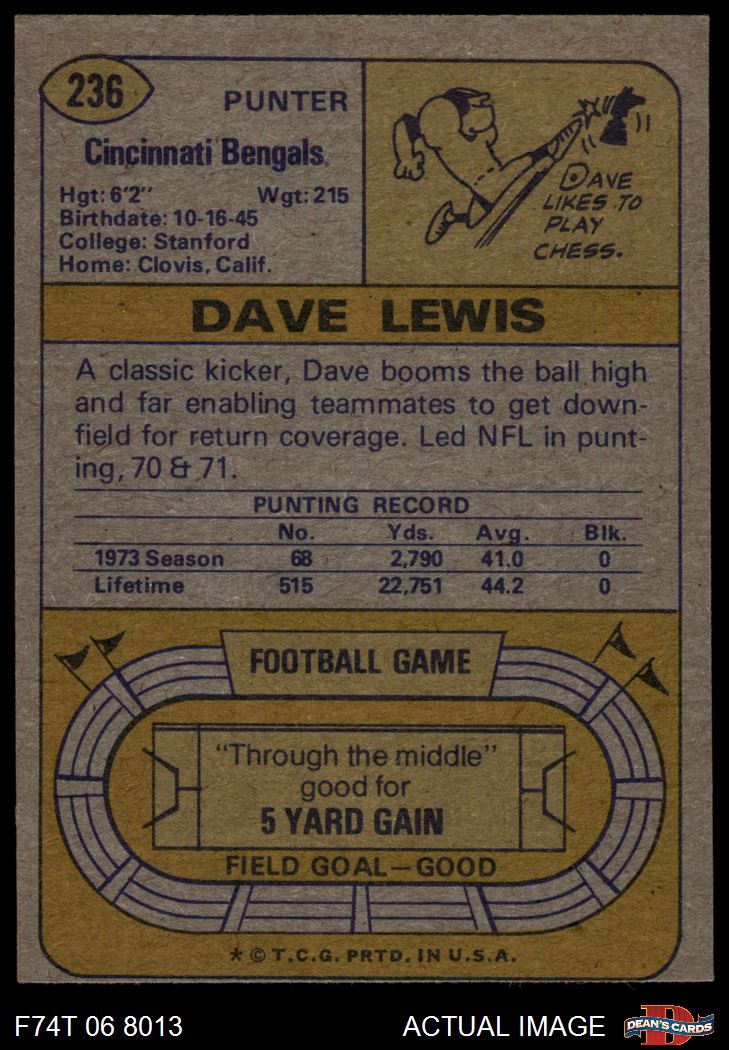 236
PUNTER
Cincinnati Bengals
Hgt: 6'2" Wgt: 215
Birthdate: 10-16-45
College: Stanford
Home: Clovis, Calif.
DAVE
LIKES TO
PLAY
CHESS.
DAVE LEWIS
A classic kicker, Dave booms the ball high
and far enabling teammates to get down-
field for return coverage. Led NFL in punt-
ing, 70 & 71.
PUNTING RECORD
No. Yds. Avg. Blk.
1973 Season 68 2,790 41.0 0
Lifetime 515 22,751 44.2 0
FOOTBALL GAME
"Through the middle"
good for
5 YARD GAIN
FIELD GOAL—GOOD
* © T.C.G. PRTD. IN U.S.A.
F74T 06 8013 ACTUAL IMAGE
D
DEAN'S CARDS